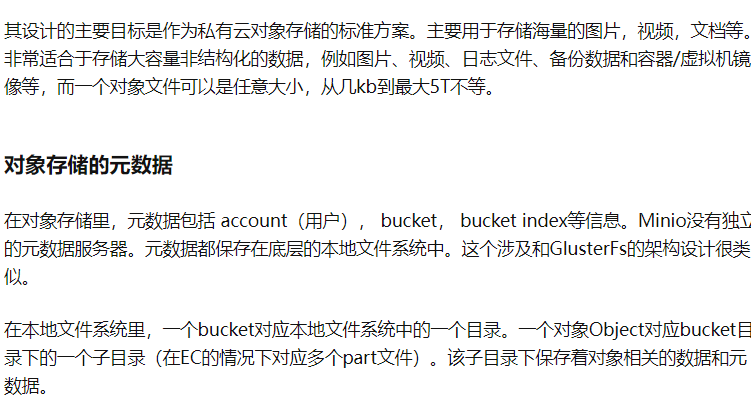 其设计的主要目标是作为私有云对象存储的标准方案。主要用于存储海量的图片，视频，文档等。
非常适合于存储大容量非结构化的数据，例如图片、视频、日志文件、备份数据和容器/虚拟机镜
像等，而一个对象文件可以是任意大小，从几kb到最大5T不等。
对象存储的元数据
在对象存储里，元数据包括 account（用户）， bucket， bucket index等信息。Minio没有独立
的元数据服务器。元数据都保存在底层的本地文件系统中。这个涉及和GlusterFs的架构设计很类
似。
在本地文件系统里，一个bucket对应本地文件系统中的一个目录。一个对象Object对应bucket目
录下的一个子目录（在EC的情况下对应多个part文件）。该子目录下保存着对象相关的数据和元
数据。